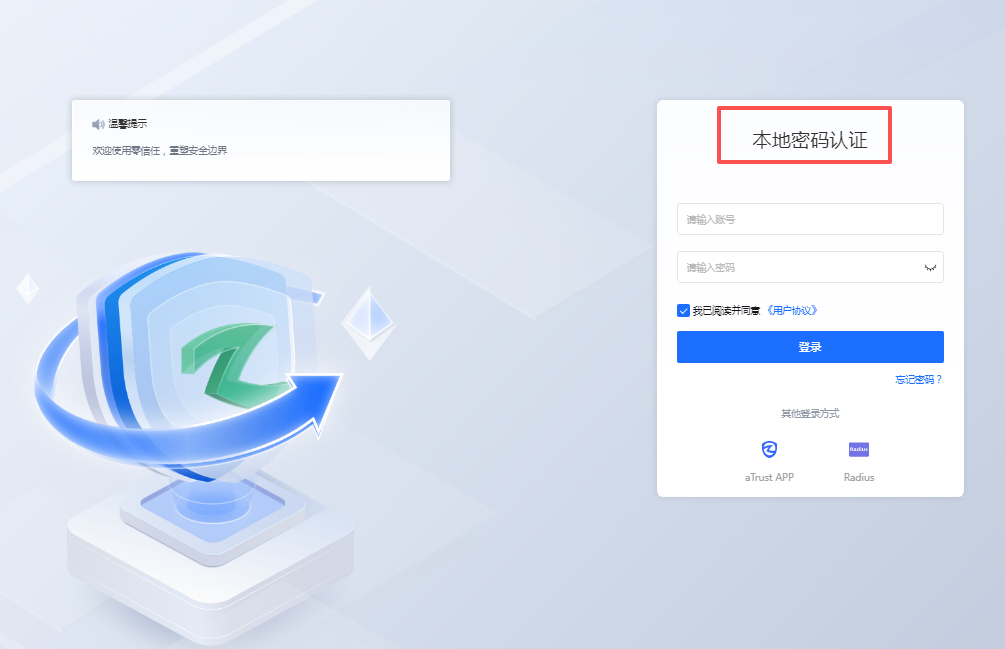 温馨提示
欢迎使用零信任，重塑安全边界
本地密码认证
请输入账号
请输入密码
我已阅读并同意《用户协议》
登录
忘记密码？
其他登录方式
Radius
aTrust APP Radius